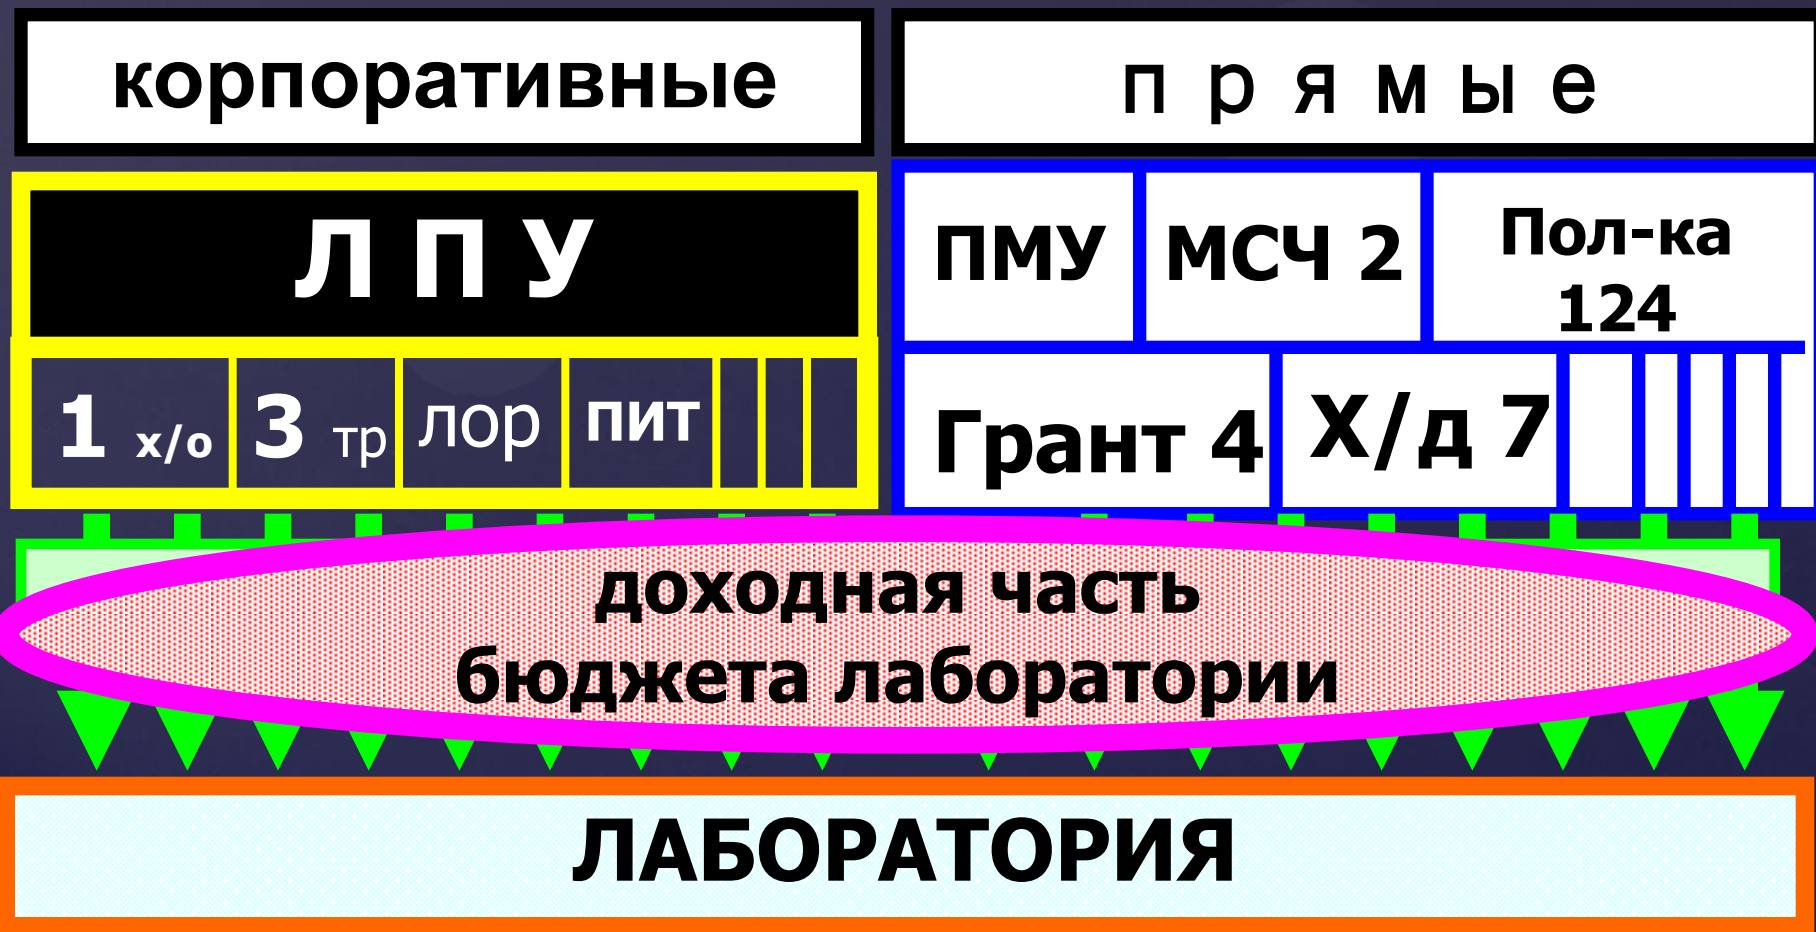 корпоративные
п р я м ы е
Л П У
ПМУ
МСЧ 2
Пол-ка
124
1 х/о
3 тр
лор
пит
Грант 4
Х/д 7
доходная часть
бюджета лаборатории
ЛАБОРАТОРИЯ